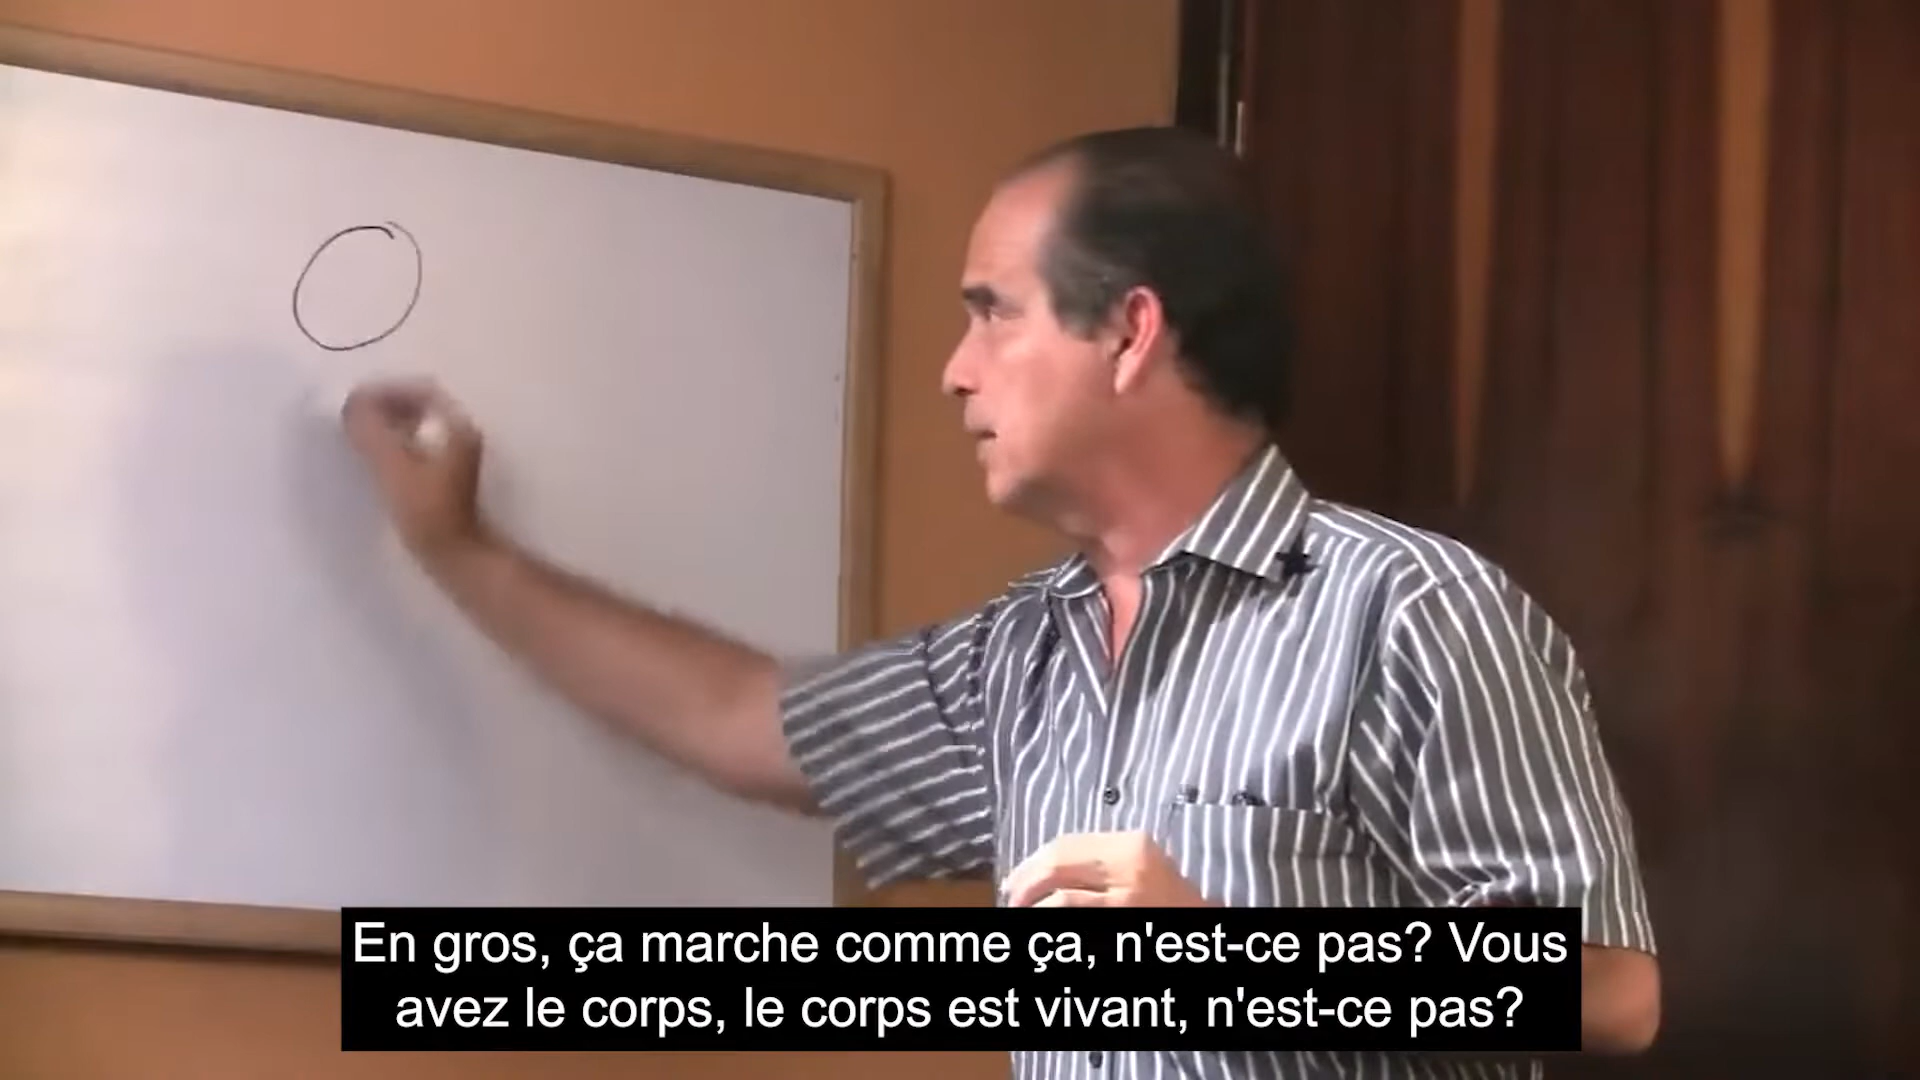 En gros, ça marche comme ça, n'est-ce pas? Vous
avez le corps, le corps est vivant, n'est-ce pas?